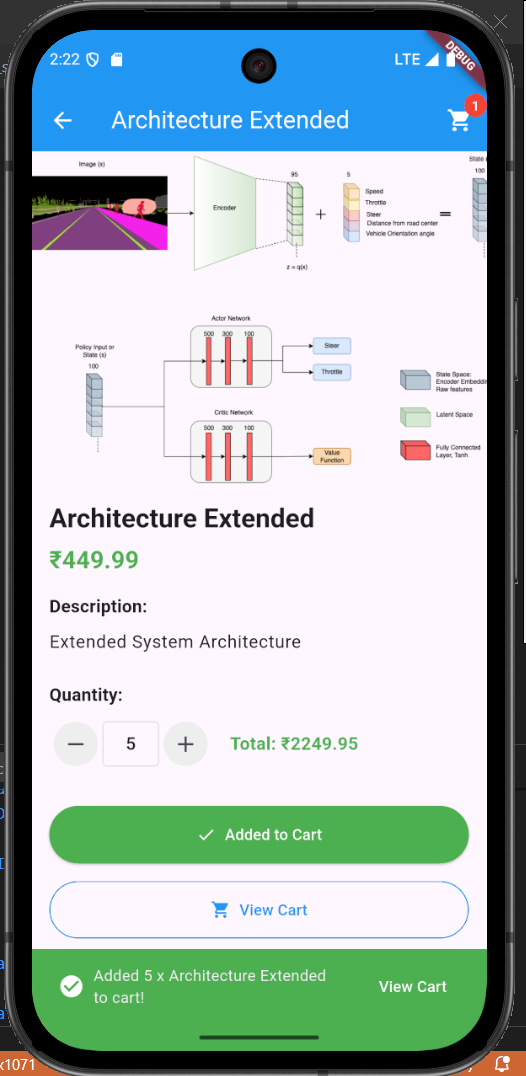 2:22
LTE
DEBUG
Architecture Extended
1
Image (x)
Encoder
95
5
State
100
Speed
Throttle
Steer
Distance from road center
Vehicle Orientation angle
+
=
z = q(x)
Actor Network
500 300 100
Steer
Throttle
Policy Input or
State (s)
100
Critic Network
500 300 100
Value
Function
State Space:
Encoder Embeddin
Raw features
Latent Space
Fully Connected
Layer, Tanh
Architecture Extended
₹449.99
Description:
Extended System Architecture
Quantity:
− 5 + Total: ₹2249.95
Added to Cart
View Cart
Added 5 x Architecture Extended
to cart!
View Cart
x1071